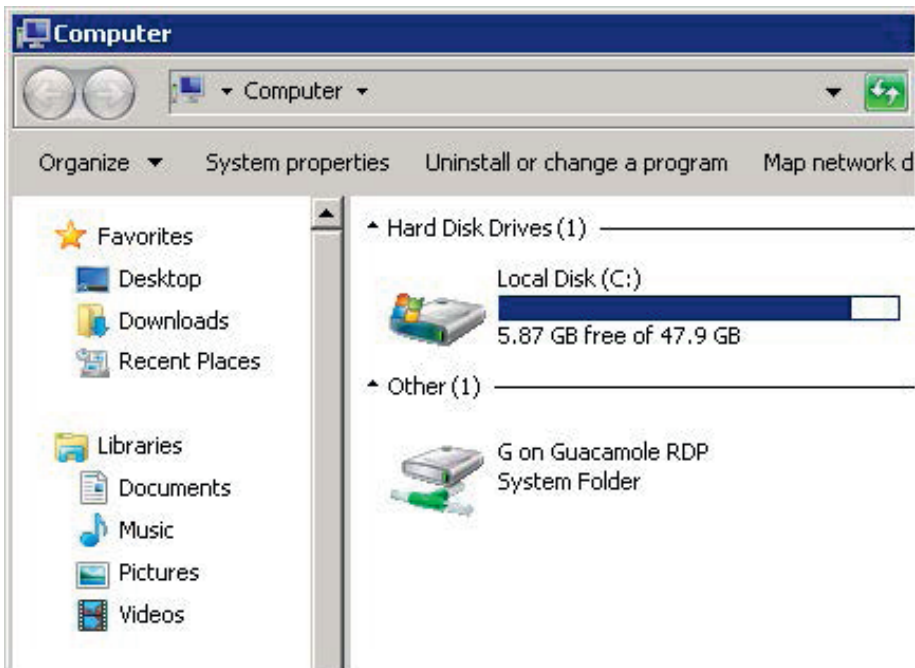 Computer
Computer
Organize System properties Uninstall or change a program Map network d
Favorites
Desktop
Downloads
Recent Places
Libraries
Documents
Music
Pictures
Videos
Hard Disk Drives (1)
Local Disk (C:)
5.87 GB free of 47.9 GB
Other (1)
G on Guacamole RDP
System Folder